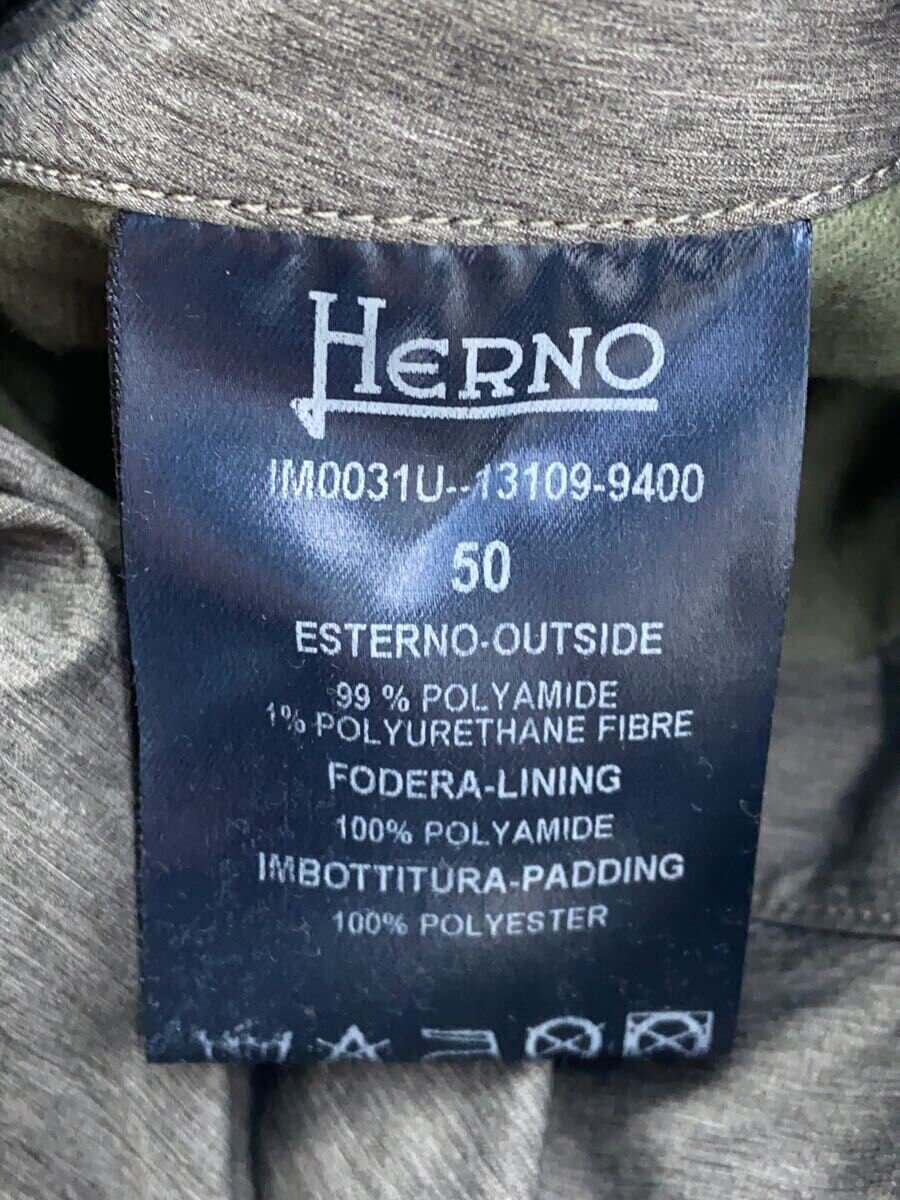 HERNO
IM0031U--13109-9400
50
ESTERNO-OUTSIDE
99 % POLYAMIDE
1% POLYURETHANE FIBRE
FODERA-LINING
100% POLYAMIDE
IMBOTTITURA-PADDING
100% POLYESTER